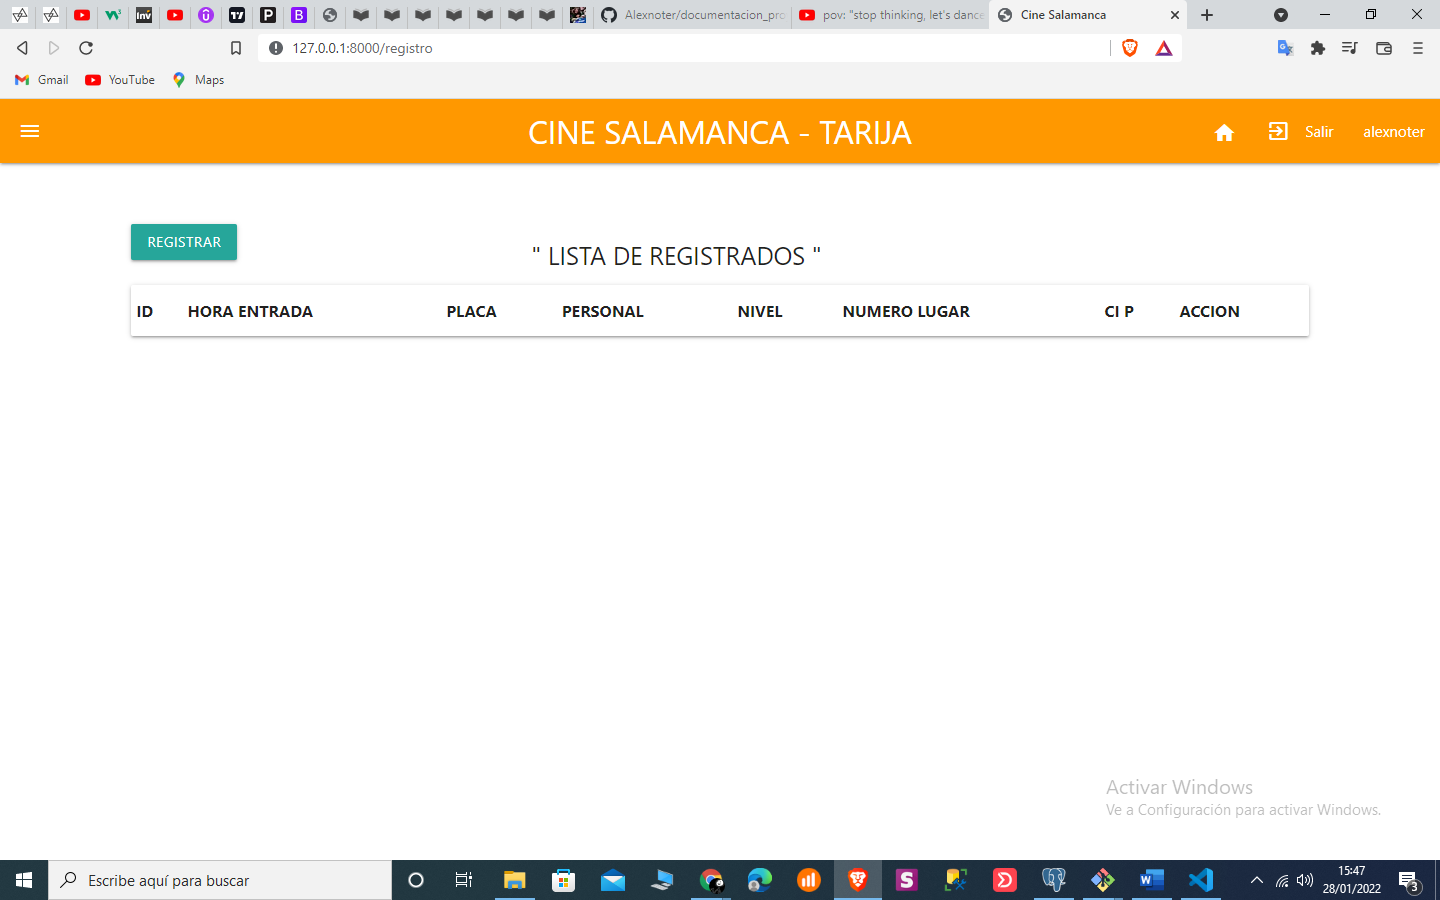 Alexnoter/documentacion_pro
pov: "stop thinking, let's dance
Cine Salamanca
127.0.0.1:8000/registro
Gmail
YouTube
Maps
CINE SALAMANCA - TARIJA
Salir
alexnoter
REGISTRAR
" LISTA DE REGISTRADOS "
ID HORA ENTRADA PLACA PERSONAL NIVEL NUMERO LUGAR CI P ACCION
Activar Windows
Ve a Configuración para activar Windows.
Escribe aquí para buscar
15:47
28/01/2022
3